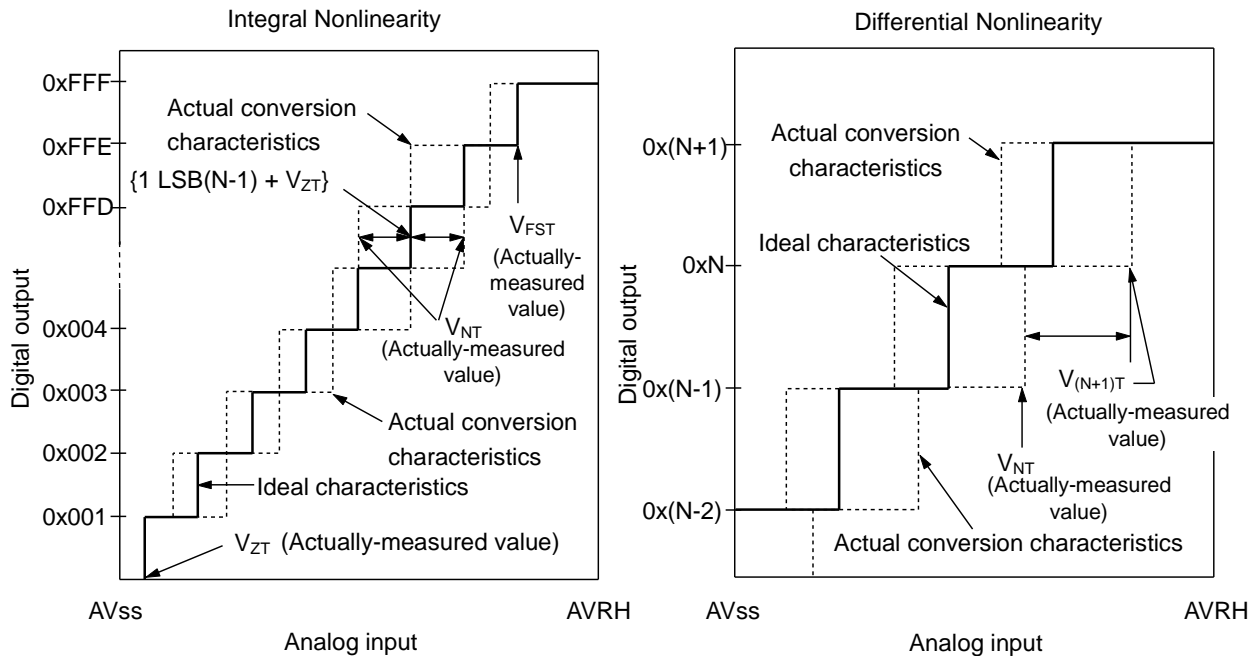 Integral Nonlinearity
0xFFF
0xFFE
0xFFD
0x004
0x003
0x002
0x001
Digital output
Actual conversion
characteristics
{1 LSB(N-1) + VZT}
VFST
(Actually-
measured
value)
VNT
(Actually-measured
value)
Actual conversion
characteristics
Ideal characteristics
VZT (Actually-measured value)
AVss
AVRH
Analog input
Differential Nonlinearity
0x(N+1)
0xN
0x(N-1)
0x(N-2)
Digital output
Actual conversion
characteristics
Ideal characteristics
V(N+1)T
(Actually-measured
value)
VNT
(Actually-measured
value)
Actual conversion characteristics
AVss
AVRH
Analog input